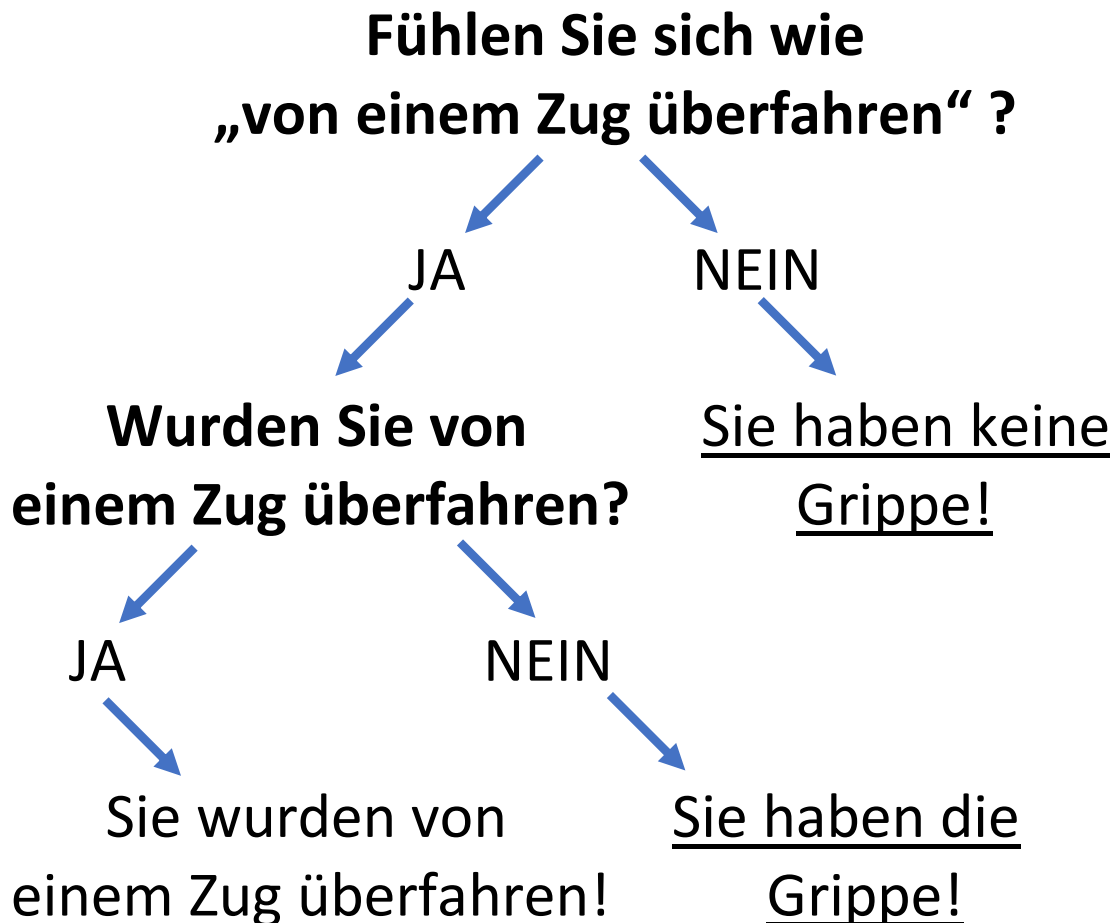 Fühlen Sie sich wie
„von einem Zug überfahren“ ?
JA
NEIN
Wurden Sie von
einem Zug überfahren?
Sie haben keine
Grippe!
JA
NEIN
Sie wurden von
einem Zug überfahren!
Sie haben die
Grippe!